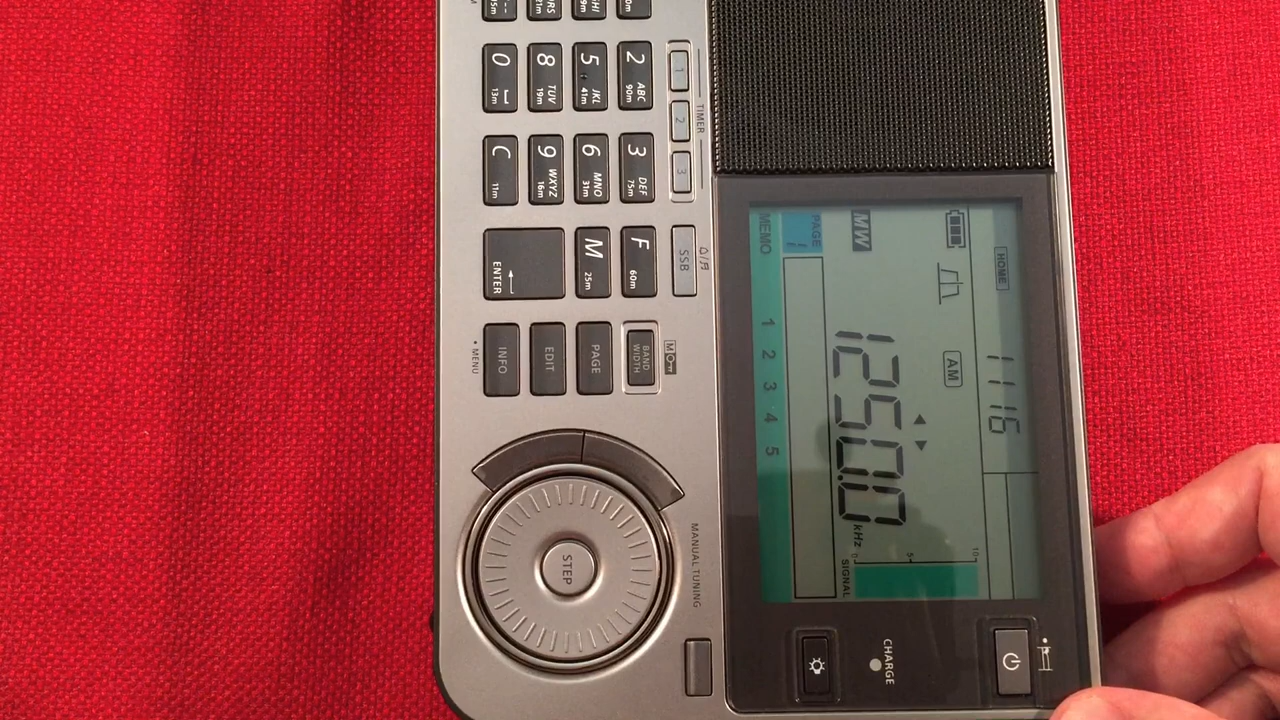 HOME 11 16
AM 10
5
MW 1250.0 kHz 0
SIGNAL
PAGE 1
MEMO 1 2 3 4 5
CHARGE
TIMER
1 2 3 SSB
MANUAL TUNING
2 ABC 3 DEF F BAND WIDTH
90m 75m 60m
5 JKL 6 MNO M PAGE
41m 31m 25m
8 TUV 9 WXYZ EDIT
19m 16m
0 C ENTER INFO
13m 11m
• MENU
STEP